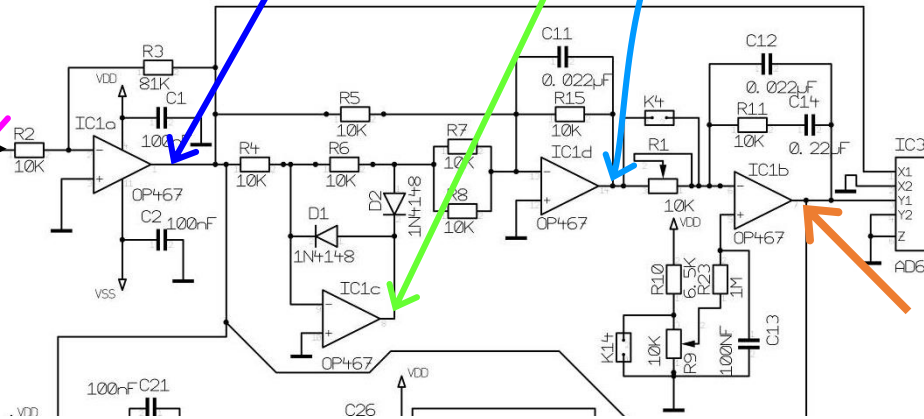 C11
C12
R3
VDD
81K
0.022µF
0.022µF
C1
R5
R15
K4
R11
C14
IC1a
100nF
10K
10K
10K
0.22µF
R2
R7
R1
IC3
R4
R6
10K
IC1d
IC1b
X1
10K
10K
10K
R8
X2
OP467
D2
1N4148
10K
10K
Y1
C2
100nF
D1
OP467
VDD
OP467
Y2
Z
1N4148
R10
6.5K
R23
1M
AD6
VSS
IC1c
K14
10K
R9
100NF
C13
OP467
100nF
C21
VDD
VDD
C26